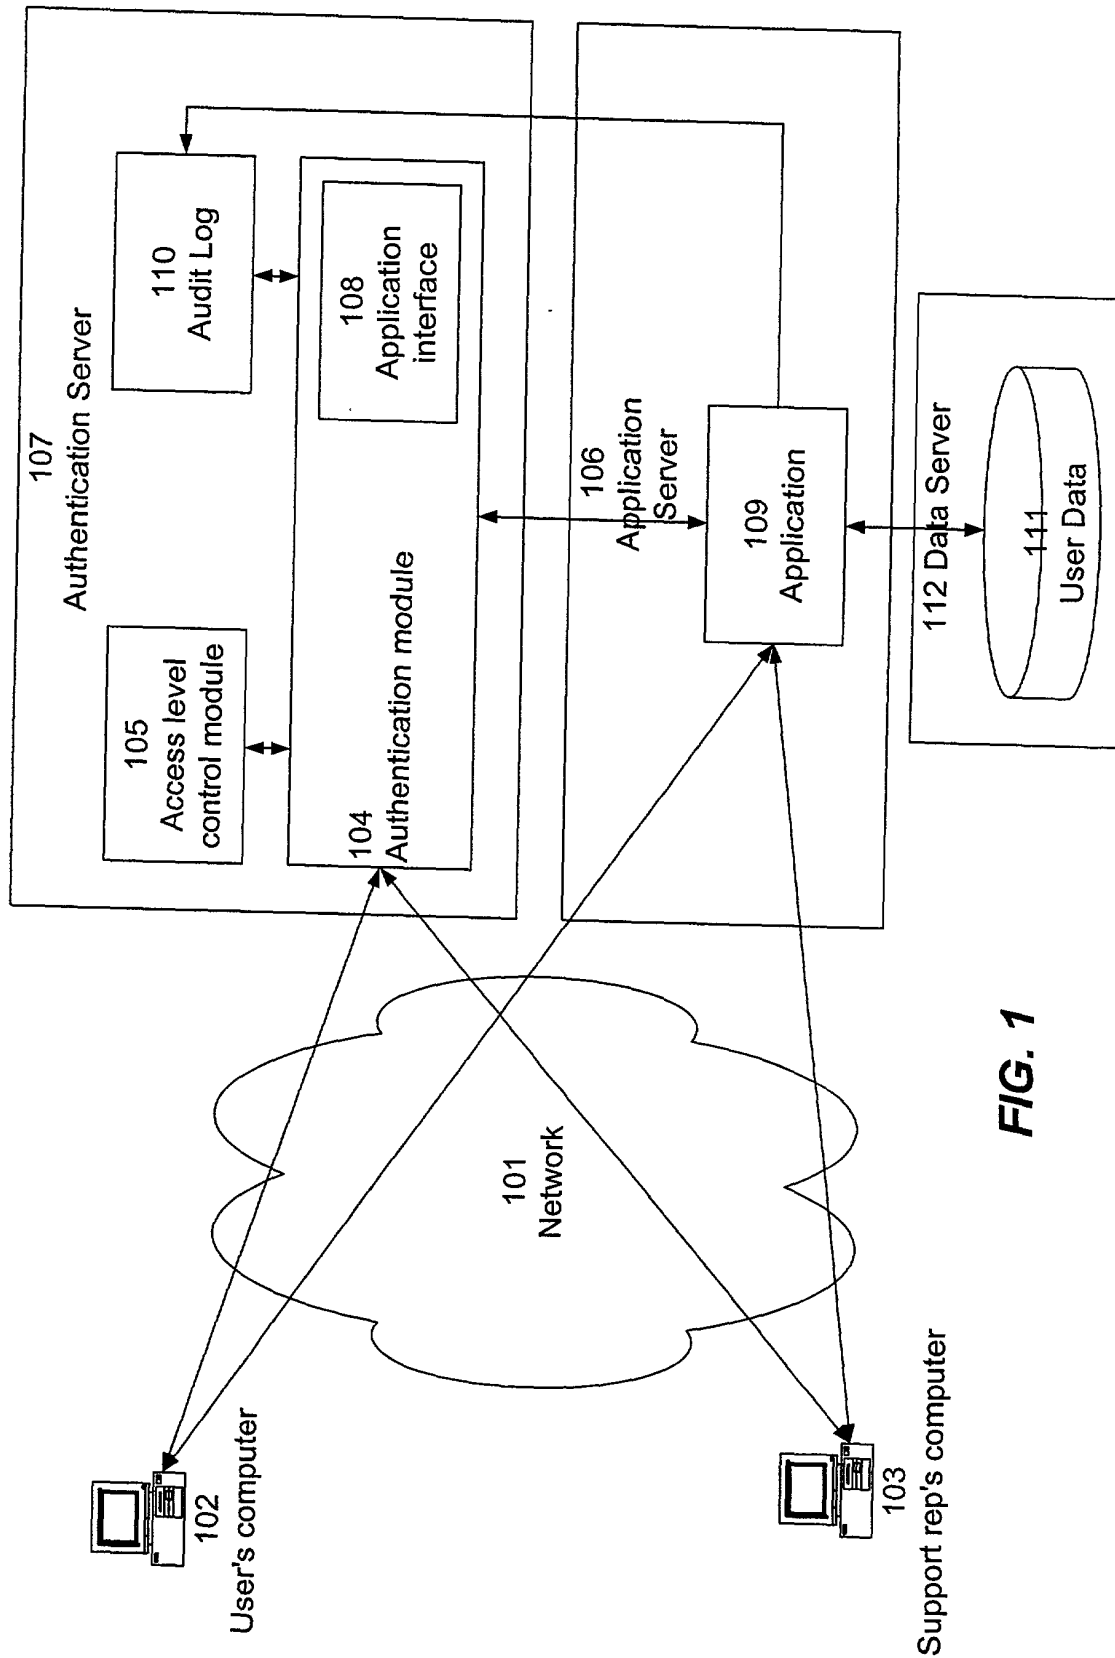 107
Authentication Server
105
Access level
control module
110
Audit Log
104
Authentication module
108
Application
interface
102
User's computer
101
Network
106
Application
Server
109
Application
103
Support rep's computer
112 Data Server
111
User Data
FIG. 1